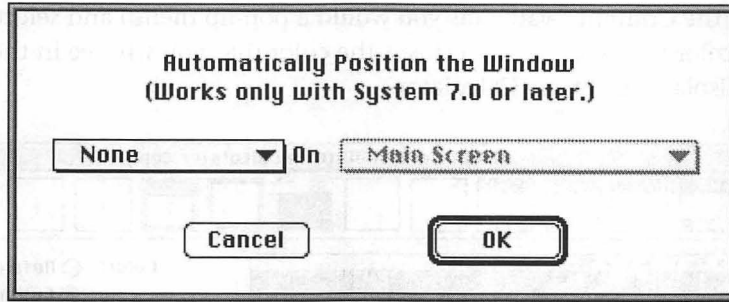 Automatically Position the Window
(Works only with System 7.0 or later.)
None On Main Screen
Cancel OK